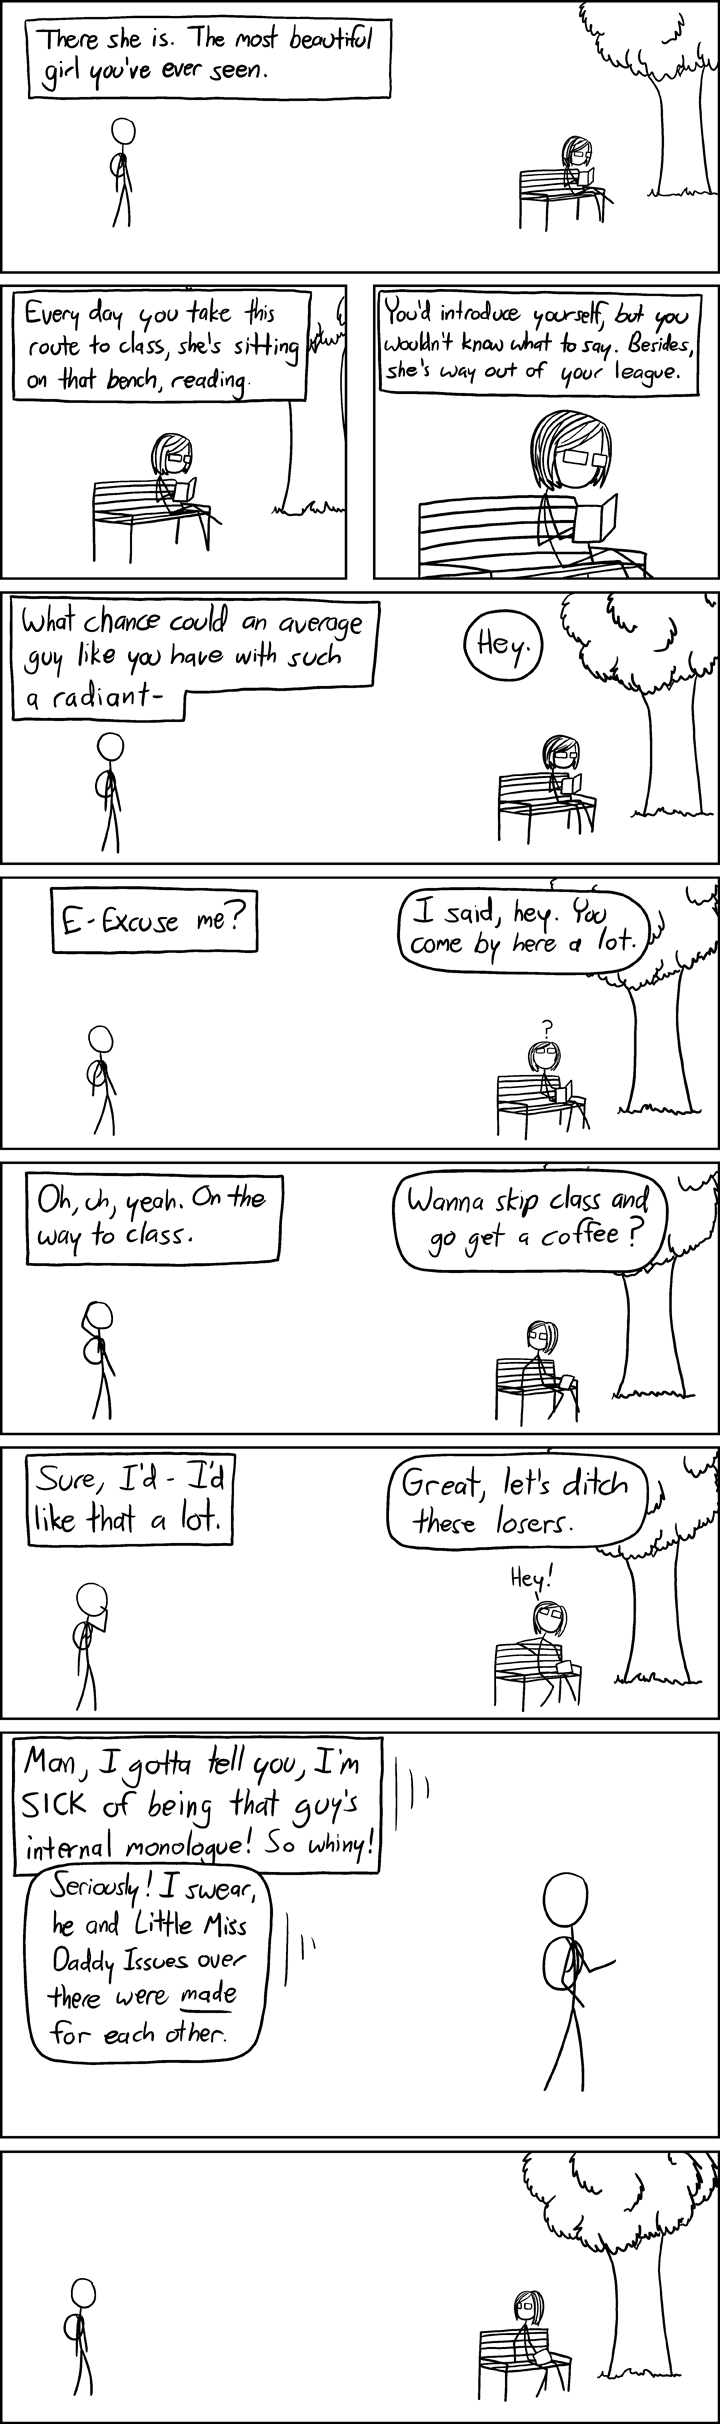 There she is. The most beautiful
girl you've ever seen.
Every day you take this
route to class, she's sitting
on that bench, reading.
You'd introduce yourself, but you
wouldn't know what to say. Besides,
she's way out of your league.
What chance could an average
guy like you have with such
a radiant-
Hey.
E-Excuse me?
I said, hey. You
come by here a lot.
?
Oh, uh, yeah. On the
way to class.
Wanna skip class and
go get a coffee?
Sure, I'd - I'd
like that a lot.
Great, let's ditch
these losers.
Hey!
Man, I gotta tell you, I'm
SICK of being that guy's
internal monologue! So whiny!
Seriously! I swear,
he and Little Miss
Daddy Issues over
there were made
for each other.